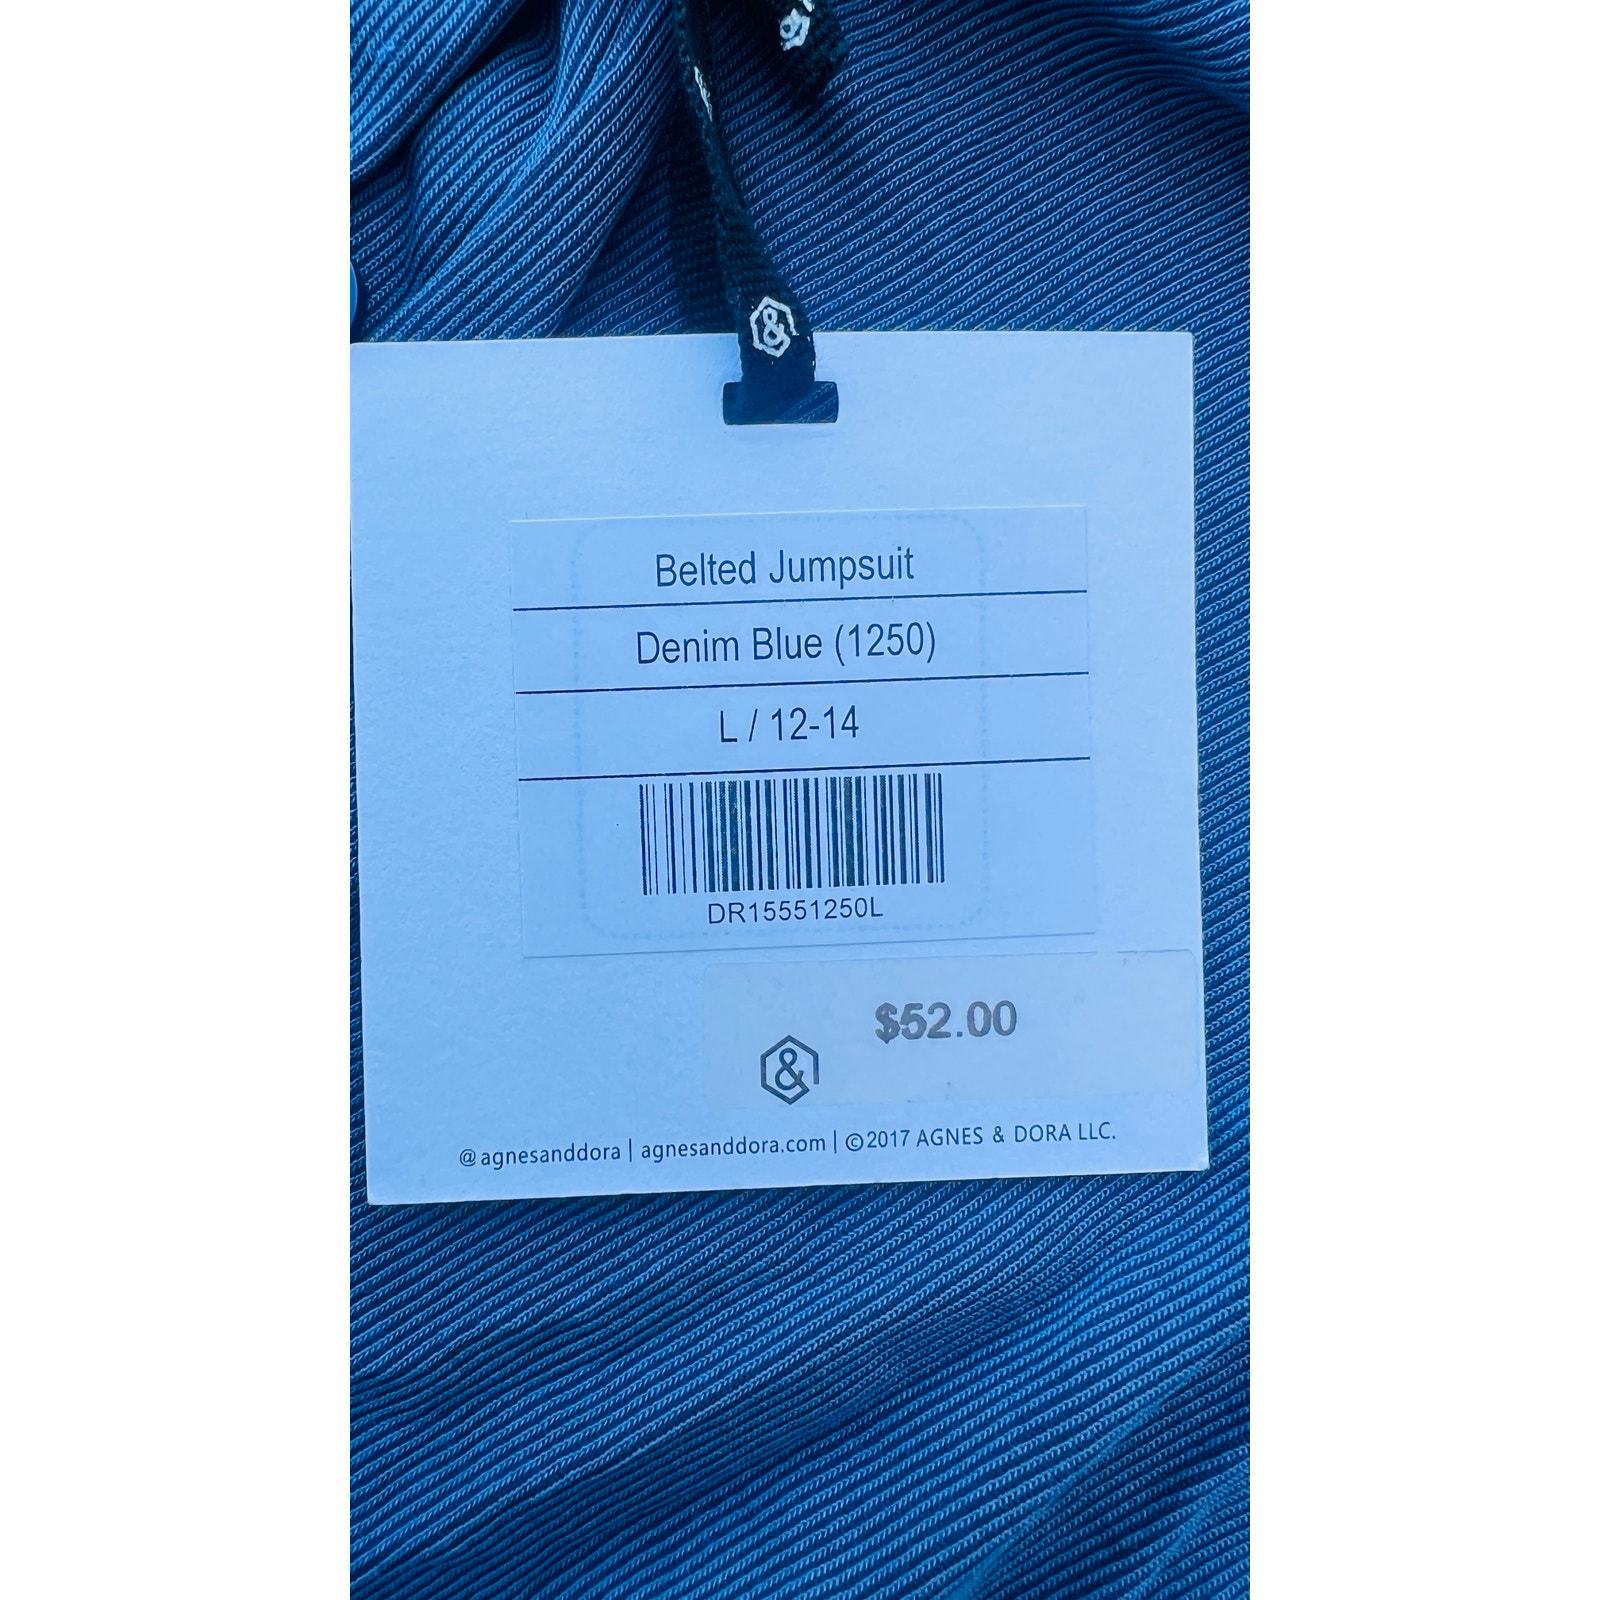 &
Belted Jumpsuit
Denim Blue (1250)
L / 12-14
DR15551250L
$52.00
&
@agnesanddora | agnesanddora.com | ©2017 AGNES & DORA LLC.